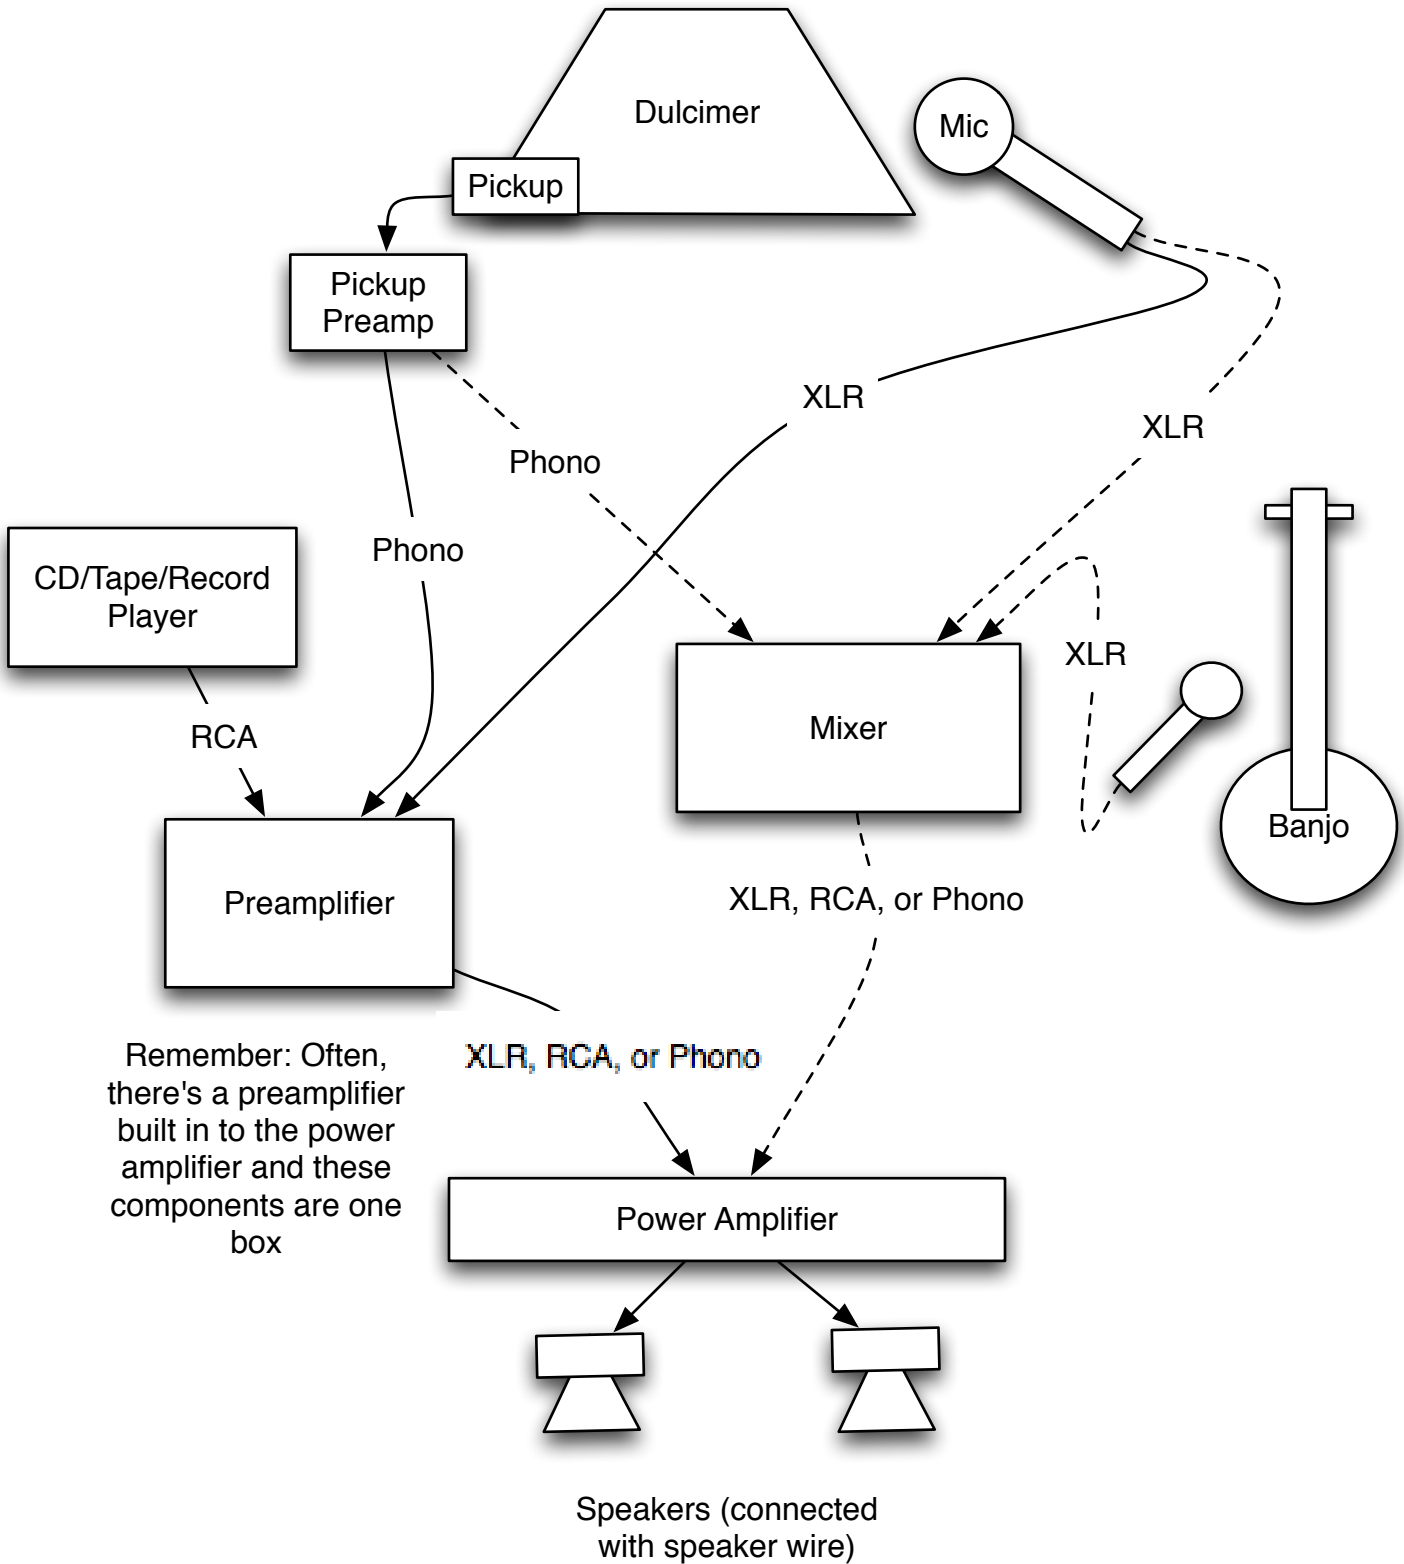 Dulcimer
Mic
Pickup
Pickup
Preamp
XLR
XLR
Phono
Phono
CD/Tape/Record
Player
XLR
RCA
Mixer
Banjo
XLR, RCA, or Phono
Preamplifier
Remember: Often,
there's a preamplifier
built in to the power
amplifier and these
components are one
box
XLR, RCA, or Phono
Power Amplifier
Speakers (connected
with speaker wire)